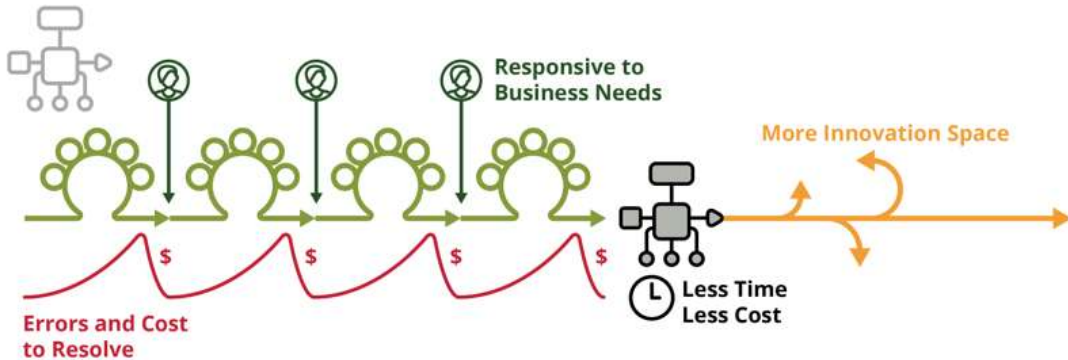 Responsive to
Business Needs
More Innovation Space
$ $ $ $
Less Time
Less Cost
Errors and Cost
to Resolve